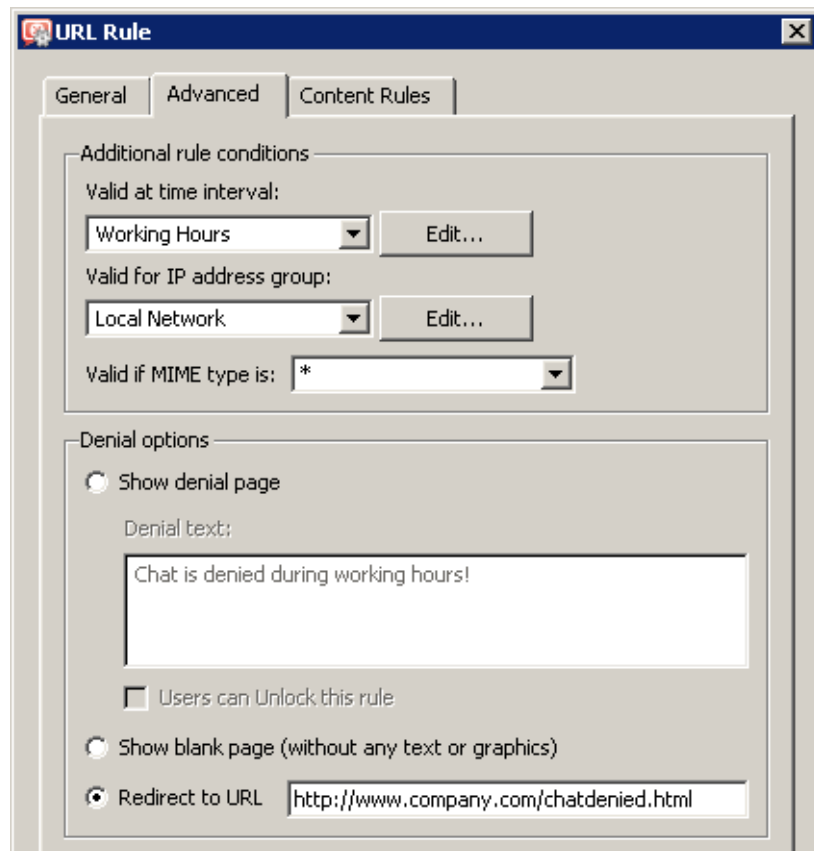 URL Rule
General Advanced Content Rules
Additional rule conditions
Valid at time interval:
Working Hours Edit...
Valid for IP address group:
Local Network Edit...
Valid if MIME type is: *
Denial options
Show denial page
Denial text:
Chat is denied during working hours!
Users can Unlock this rule
Show blank page (without any text or graphics)
Redirect to URL http://www.company.com/chatdenied.html